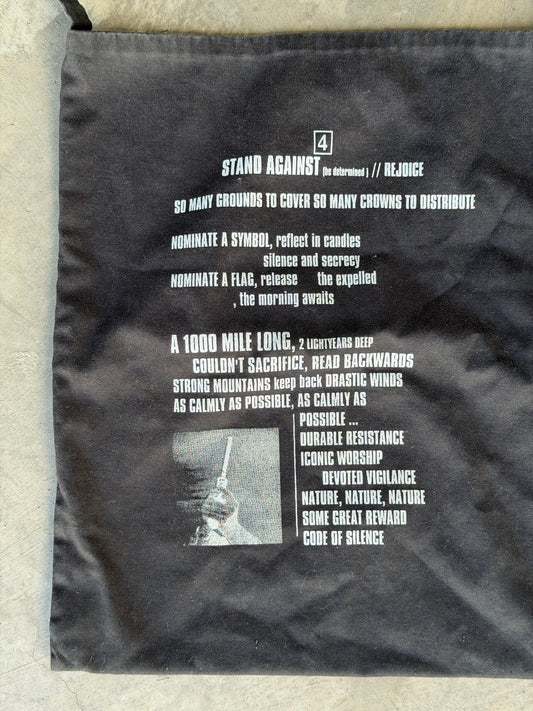 4
STAND AGAINST (be determined) // REJOICE
SO MANY GROUNDS TO COVER SO MANY CROWNS TO DISTRIBUTE
NOMINATE A SYMBOL, reflect in candles
silence and secrecy
NOMINATE A FLAG, release the expelled
, the morning awaits
A 1000 MILE LONG, 2 LIGHTYEARS DEEP
COULDN'T SACRIFICE, READ BACKWARDS
STRONG MOUNTAINS keep back DRASTIC WINDS
AS CALMLY AS POSSIBLE, AS CALMLY AS
POSSIBLE ...
DURABLE RESISTANCE
ICONIC WORSHIP
DEVOTED VIGILANCE
NATURE, NATURE, NATURE
SOME GREAT REWARD
CODE OF SILENCE